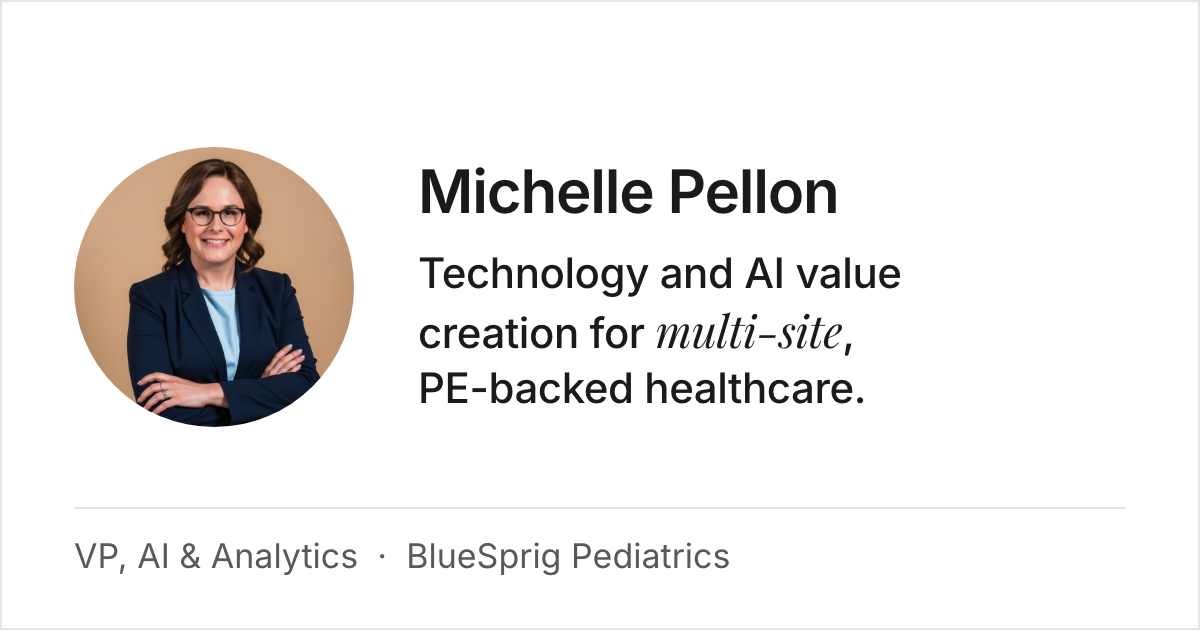 Michelle Pellon
Technology and AI value
creation for multi-site,
PE-backed healthcare.
VP, AI & Analytics · BlueSprig Pediatrics